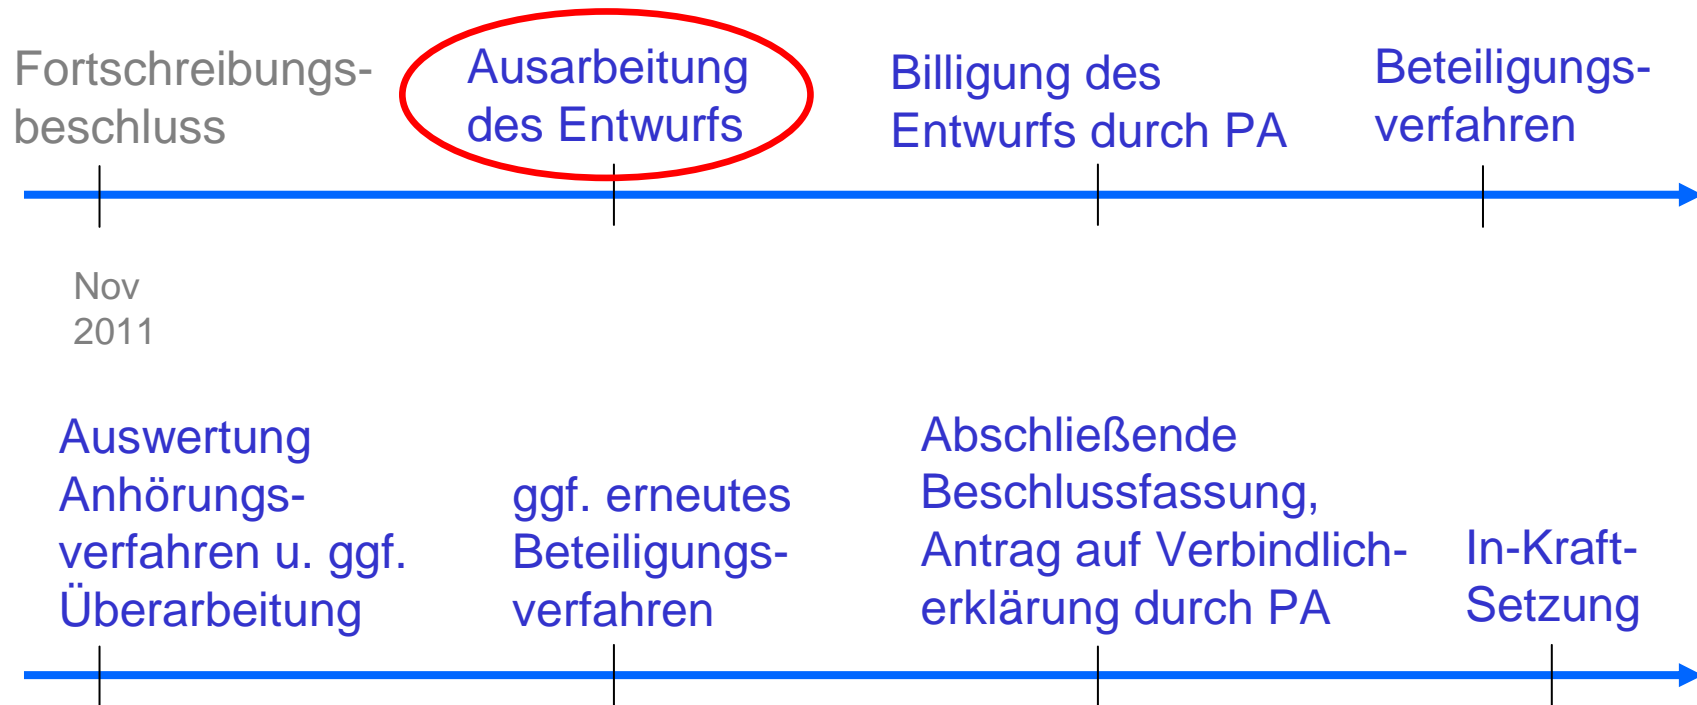 Fortschreibungs-
beschluss
Ausarbeitung
des Entwurfs
Billigung des
Entwurfs durch PA
Beteiligungs-
verfahren
Nov
2011
Auswertung
Anhörungs-
verfahren u. ggf.
Überarbeitung
ggf. erneutes
Beteiligungs-
verfahren
Abschließende
Beschlussfassung,
Antrag auf Verbindlich-
erklärung durch PA
In-Kraft-
Setzung